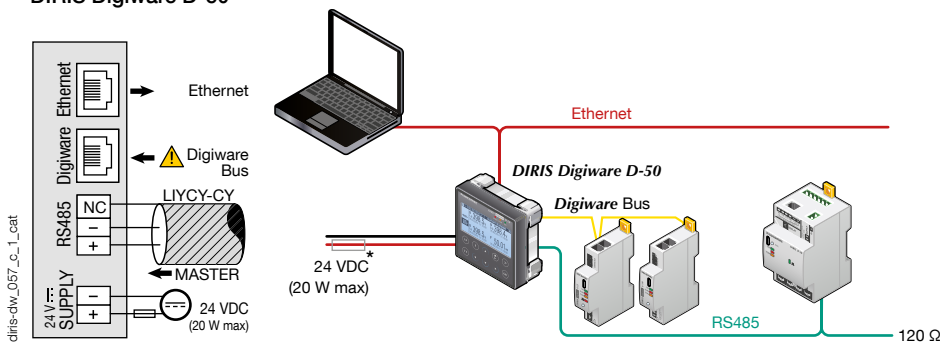 DIRIS Digiware D-50
Ethernet
Ethernet
Digiware
Digiware
Bus
RS485
NC
–
+
LIYCY-CY
MASTER
24 V
SUPPLY
–
+
24 VDC
(20 W max)
diris-dw_057_c_1_cat
Ethernet
DIRIS Digiware D-50
Digiware Bus
24 VDC*
(20 W max)
RS485
120 Ω